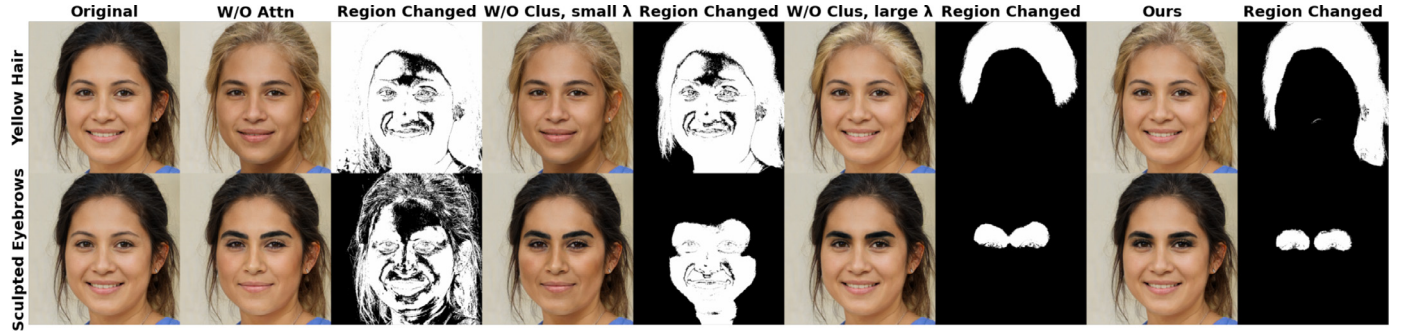 Original W/O Attn Region Changed W/O Clus, small λ Region Changed W/O Clus, large λ Region Changed Ours Region Changed
Yellow Hair
Sculpted Eyebrows